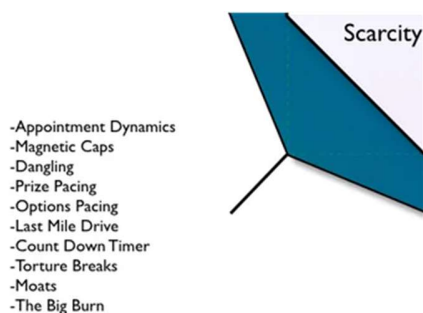 Scarcity
-Appointment Dynamics
-Magnetic Caps
-Dangling
-Prize Pacing
-Options Pacing
-Last Mile Drive
-Count Down Timer
-Torture Breaks
-Moats
-The Big Burn